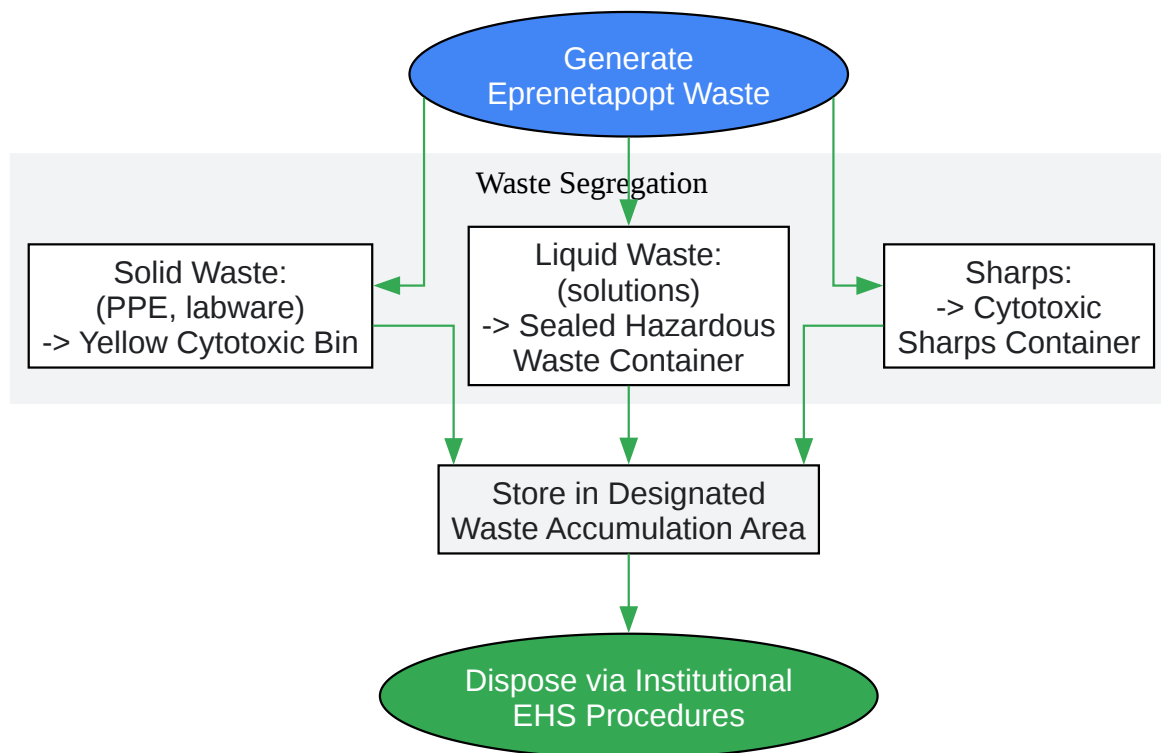 Generate
Eprenetapopt Waste
Waste Segregation
Solid Waste:
(PPE, labware)
-> Yellow Cytotoxic Bin
Liquid Waste:
(solutions)
-> Sealed Hazardous
Waste Container
Sharps:
-> Cytotoxic
Sharps Container
Store in Designated
Waste Accumulation Area
Dispose via Institutional
EHS Procedures